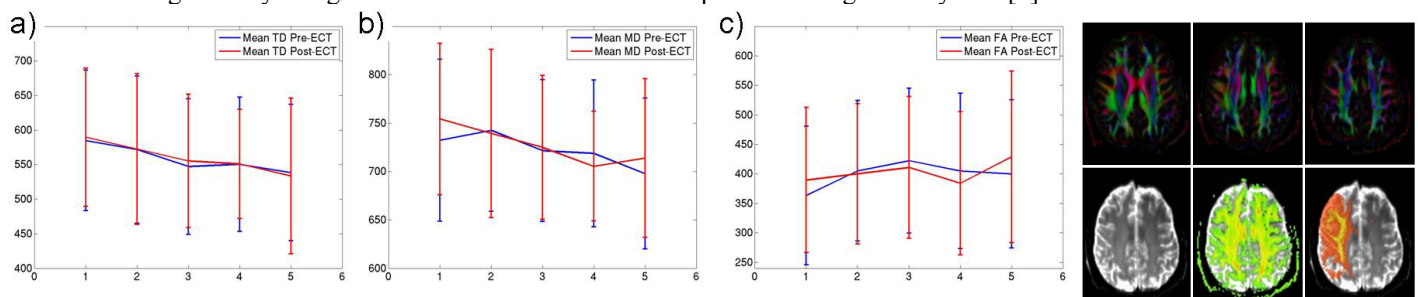 a)
Mean TD Pre-ECT
Mean TD Post-ECT
700
650
600
550
500
450
400
0 1 2 3 4 5 6
b)
Mean MD Pre-ECT
Mean MD Post-ECT
800
750
700
650
600
0 1 2 3 4 5 6
c)
Mean FA Pre-ECT
Mean FA Post-ECT
600
550
500
450
400
350
300
250
0 1 2 3 4 5 6